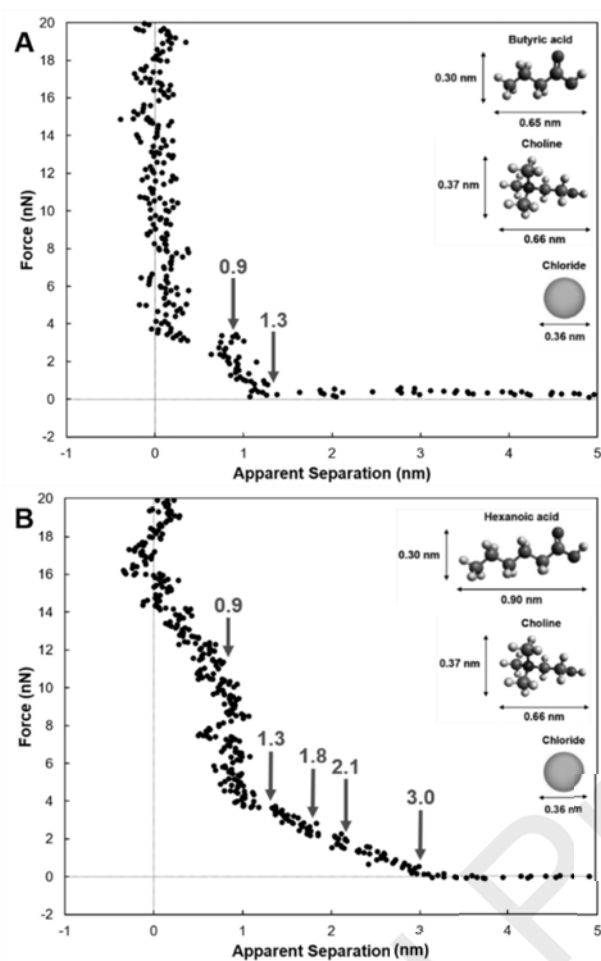 A
20
18
16
14
12
10
8
6
4
2
0
-2
Force (nN)
-1
0
1
2
3
4
5
Apparent Separation (nm)
0.9
1.3
Butyric acid
0.30 nm
0.65 nm
Choline
0.37 nm
0.66 nm
Chloride
0.36 nm
B
20
18
16
14
12
10
8
6
4
2
0
-2
Force (nN)
-1
0
1
2
3
4
5
Apparent Separation (nm)
0.9
1.3
1.8
2.1
3.0
Hexanoic acid
0.30 nm
0.90 nm
Choline
0.37 nm
0.66 nm
Chloride
0.36 nm